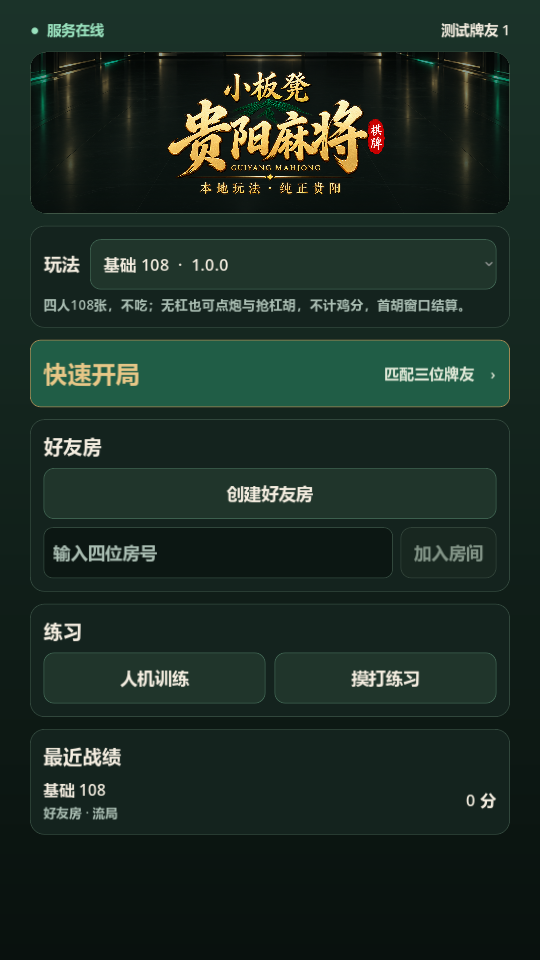 服务在线
测试牌友 1
小板凳
贵阳麻将
棋牌
GUIYANG MAHJONG
本地玩法·纯正贵阳
玩法
基础 108 · 1.0.0
四人108张，不吃；无杠也可点炮与抢杠胡，不计鸡分，首胡窗口结算。
快速开局
匹配三位牌友 ›
好友房
创建好友房
输入四位房号
加入房间
练习
人机训练
摸打练习
最近战绩
基础 108
0 分
好友房 · 流局